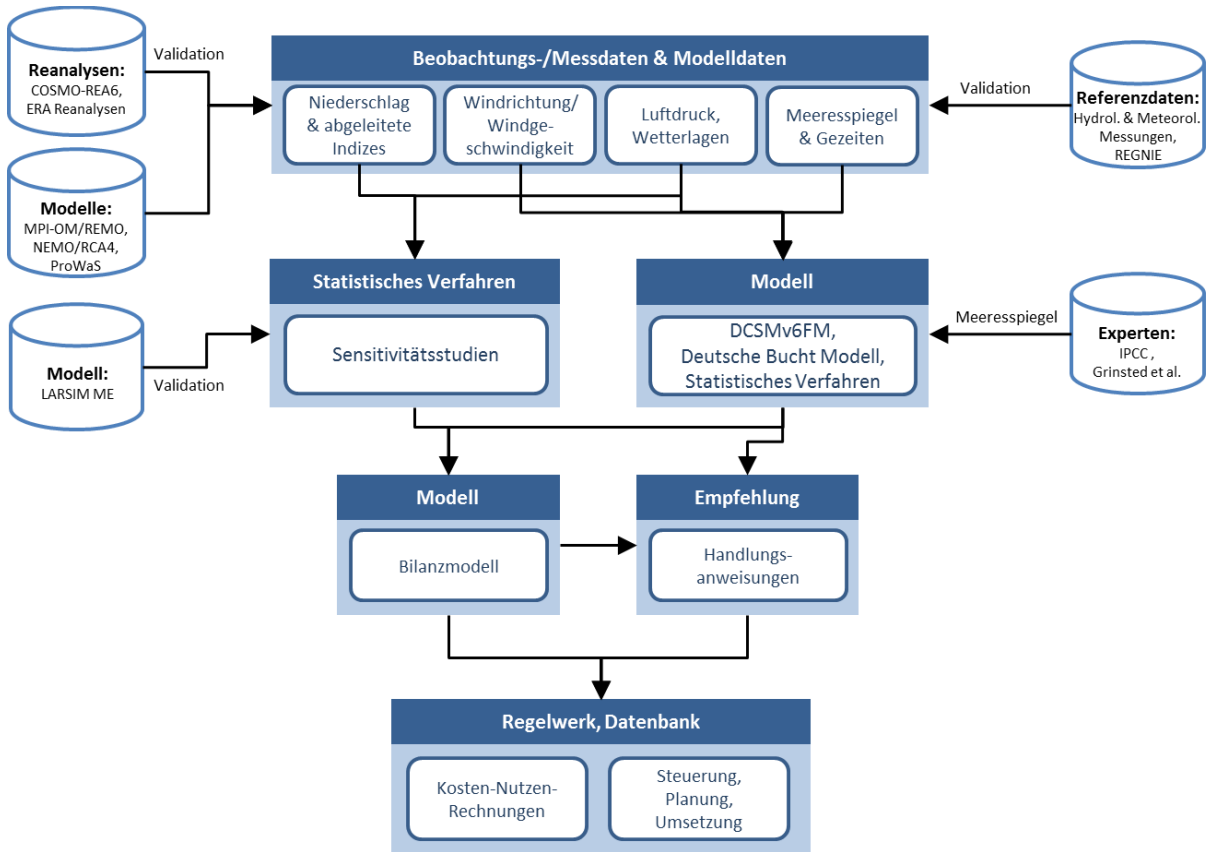 Reanalysen:
COSMO-REA6,
ERA Reanalysen
Validation
Modelle:
MPI-OM/REMO,
NEMO/RCA4,
ProWaS
Beobachtungs-/Messdaten & Modelldaten
Niederschlag
& abgeleitete
Indizes
Windrichtung/
Windge-
schwindigkeit
Luftdruck,
Wetterlagen
Meeresspiegel
& Gezeiten
Validation
Referenzdaten:
Hydrol. & Meteorol.
Messungen,
REGNIE
Modell:
LARSIM ME
Validation
Statistisches Verfahren
Sensitivitätsstudien
Modell
DCSMv6FM,
Deutsche Bucht Modell,
Statistisches Verfahren
Meeresspiegel
Experten:
IPCC ,
Grinsted et al.
Modell
Bilanzmodell
Empfehlung
Handlungs-
anweisungen
Regelwerk, Datenbank
Kosten-Nutzen-
Rechnungen
Steuerung,
Planung,
Umsetzung